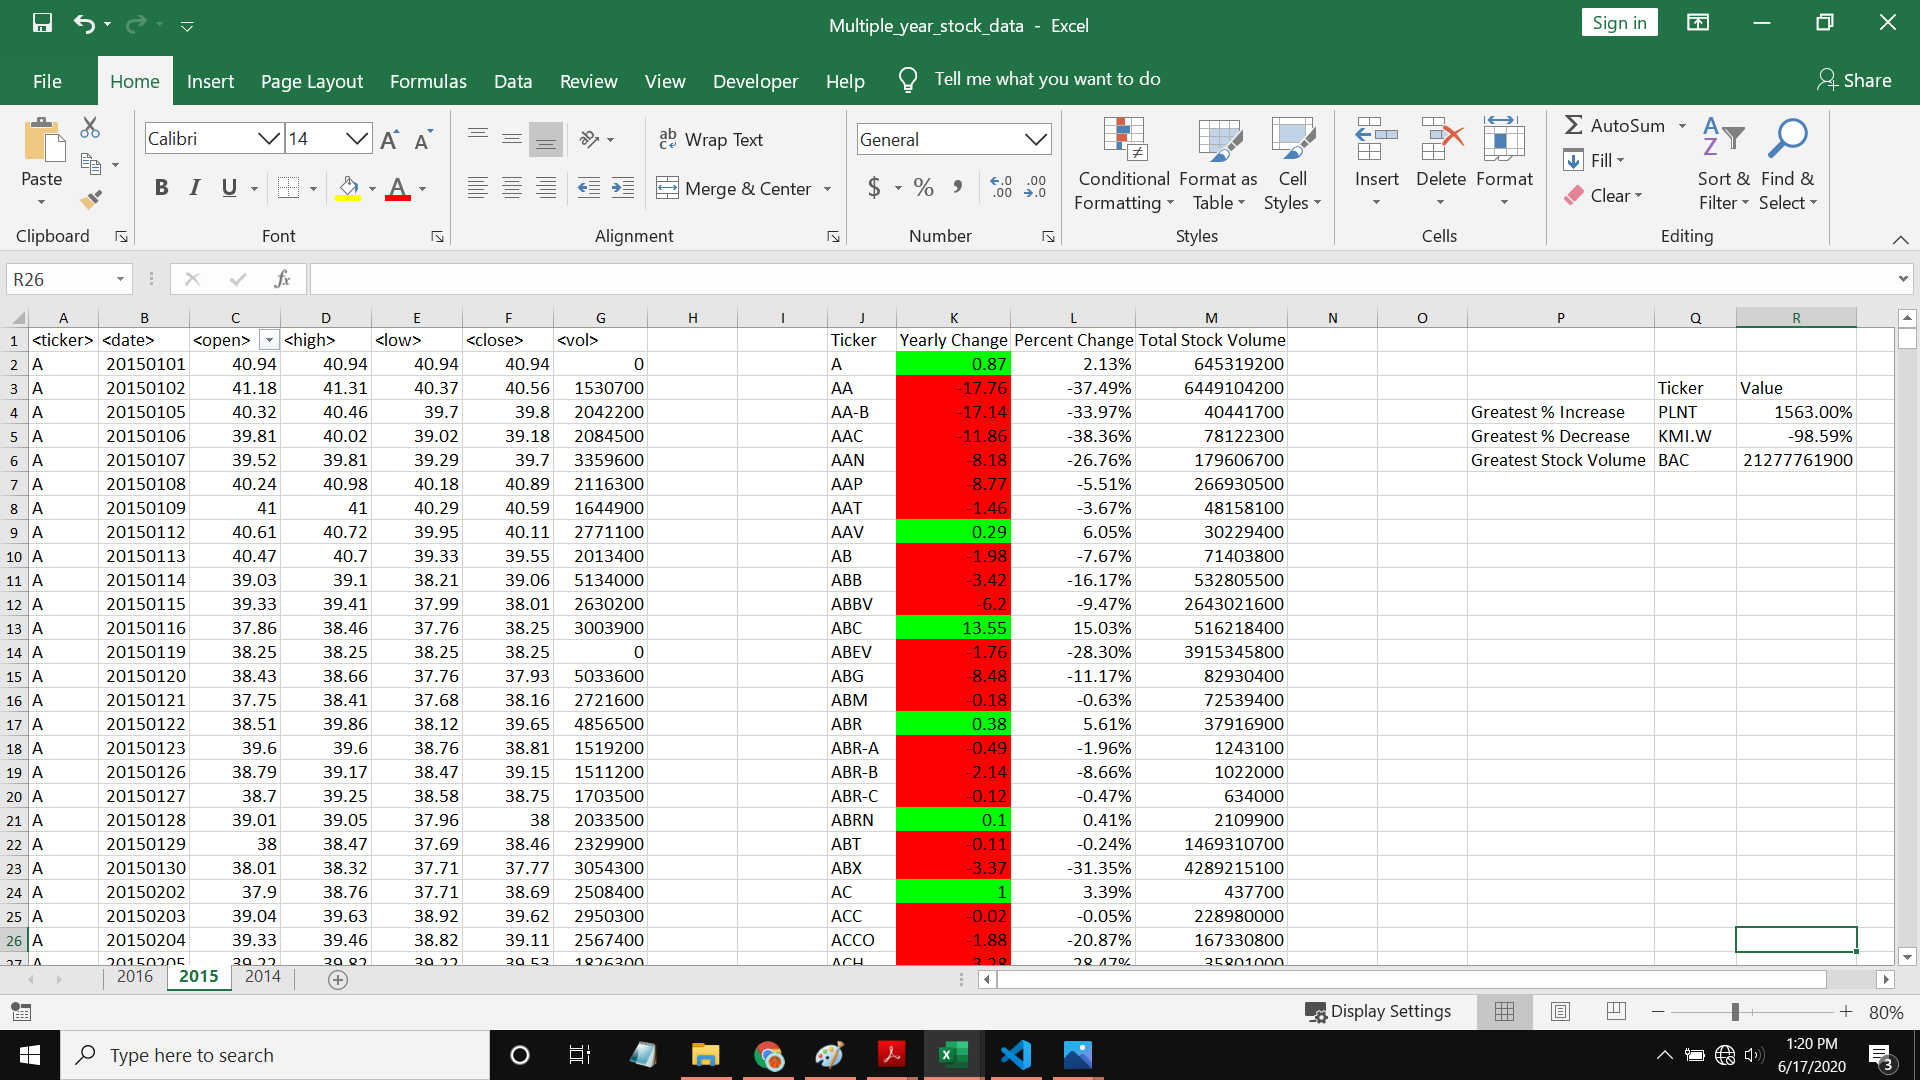 Multiple_year_stock_data - Excel
Sign in
File Home Insert Page Layout Formulas Data Review View Developer Help Tell me what you want to do Share
Paste
Clipboard
Calibri 14
B I U A
Font
Wrap Text
Merge & Center
Alignment
General
$ % ,
Number
Conditional Formatting
Format as Table
Cell Styles
Styles
Insert Delete Format
Cells
AutoSum
Fill
Clear
Sort & Filter
Find & Select
Editing
R26 fx
A B C D E F G H I J K L M N O P Q R
1 <ticker> <date> <open> <high> <low> <close> <vol> Ticker Yearly Change Percent Change Total Stock Volume
2 A 20150101 40.94 40.94 40.94 40.94 0 A 0.87 2.13% 645319200
3 A 20150102 41.18 41.31 40.37 40.56 1530700 AA -17.76 -37.49% 6449104200 Ticker Value
4 A 20150105 40.32 40.46 39.7 39.8 2042200 AA-B -17.14 -33.97% 40441700 Greatest % Increase PLNT 1563.00%
5 A 20150106 39.81 40.02 39.02 39.18 2084500 AAC -11.86 -38.36% 78122300 Greatest % Decrease KMI.W -98.59%
6 A 20150107 39.52 39.81 39.29 39.7 3359600 AAN -8.18 -26.76% 179606700 Greatest Stock Volume BAC 21277761900
7 A 20150108 40.24 40.98 40.18 40.89 2116300 AAP -8.77 -5.51% 266930500
8 A 20150109 41 41 40.29 40.59 1644900 AAT -1.46 -3.67% 48158100
9 A 20150112 40.61 40.72 39.95 40.11 2771100 AAV 0.29 6.05% 30229400
10 A 20150113 40.47 40.7 39.33 39.55 2013400 AB -1.98 -7.67% 71403800
11 A 20150114 39.03 39.1 38.21 39.06 5134000 ABB -3.42 -16.17% 532805500
12 A 20150115 39.33 39.41 37.99 38.01 2630200 ABBV -6.2 -9.47% 2643021600
13 A 20150116 37.86 38.46 37.76 38.25 3003900 ABC 13.55 15.03% 516218400
14 A 20150119 38.25 38.25 38.25 38.25 0 ABEV -1.76 -28.30% 3915345800
15 A 20150120 38.43 38.66 37.76 37.93 5033600 ABG -8.48 -11.17% 82930400
16 A 20150121 37.75 38.41 37.68 38.16 2721600 ABM -0.18 -0.63% 72539400
17 A 20150122 38.51 39.86 38.12 39.65 4856500 ABR 0.38 5.61% 37916900
18 A 20150123 39.6 39.6 38.76 38.81 1519200 ABR-A -0.49 -1.96% 1243100
19 A 20150126 38.79 39.17 38.47 39.15 1511200 ABR-B -2.14 -8.66% 1022000
20 A 20150127 38.7 39.25 38.58 38.75 1703500 ABR-C -0.12 -0.47% 634000
21 A 20150128 39.01 39.05 37.96 38 2033500 ABRN 0.1 0.41% 2109900
22 A 20150129 38 38.47 37.69 38.46 2329900 ABT -0.11 -0.24% 1469310700
23 A 20150130 38.01 38.32 37.71 37.77 3054300 ABX -3.37 -31.35% 4289215100
24 A 20150202 37.9 38.76 37.71 38.69 2508400 AC 1 3.39% 437700
25 A 20150203 39.04 39.63 38.92 39.62 2950300 ACC -0.02 -0.05% 228980000
26 A 20150204 39.33 39.46 38.82 39.11 2567400 ACCO -1.88 -20.87% 167330800
27 A 20150205 39.22 39.82 39.22 39.53 1826300 ACH
2016 2015 2014
Display Settings 80%
Type here to search
1:20 PM
6/17/2020
3